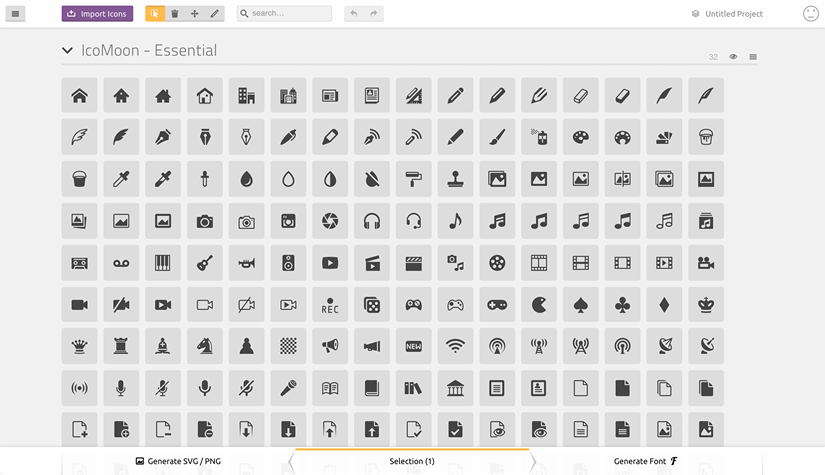 Import Icons
search...
Untitled Project
IcoMoon - Essential
32
REC
NEW
Generate SVG / PNG
Selection (1)
Generate Font